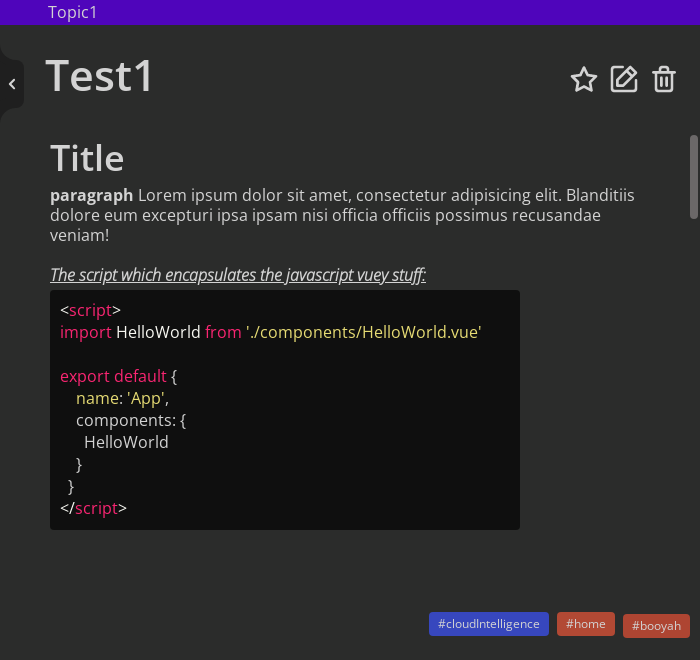 Topic1
Test1
Title
paragraph Lorem ipsum dolor sit amet, consectetur adipisicing elit. Blanditiis
dolore eum excepturi ipsa ipsam nisi officia officiis possimus recusandae
veniam!
The script which encapsulates the javascript vuey stuff:
<script>
import HelloWorld from './components/HelloWorld.vue'
export default {
name: 'App',
components: {
HelloWorld
}
}
</script>
#cloudIntelligence #home #booyah